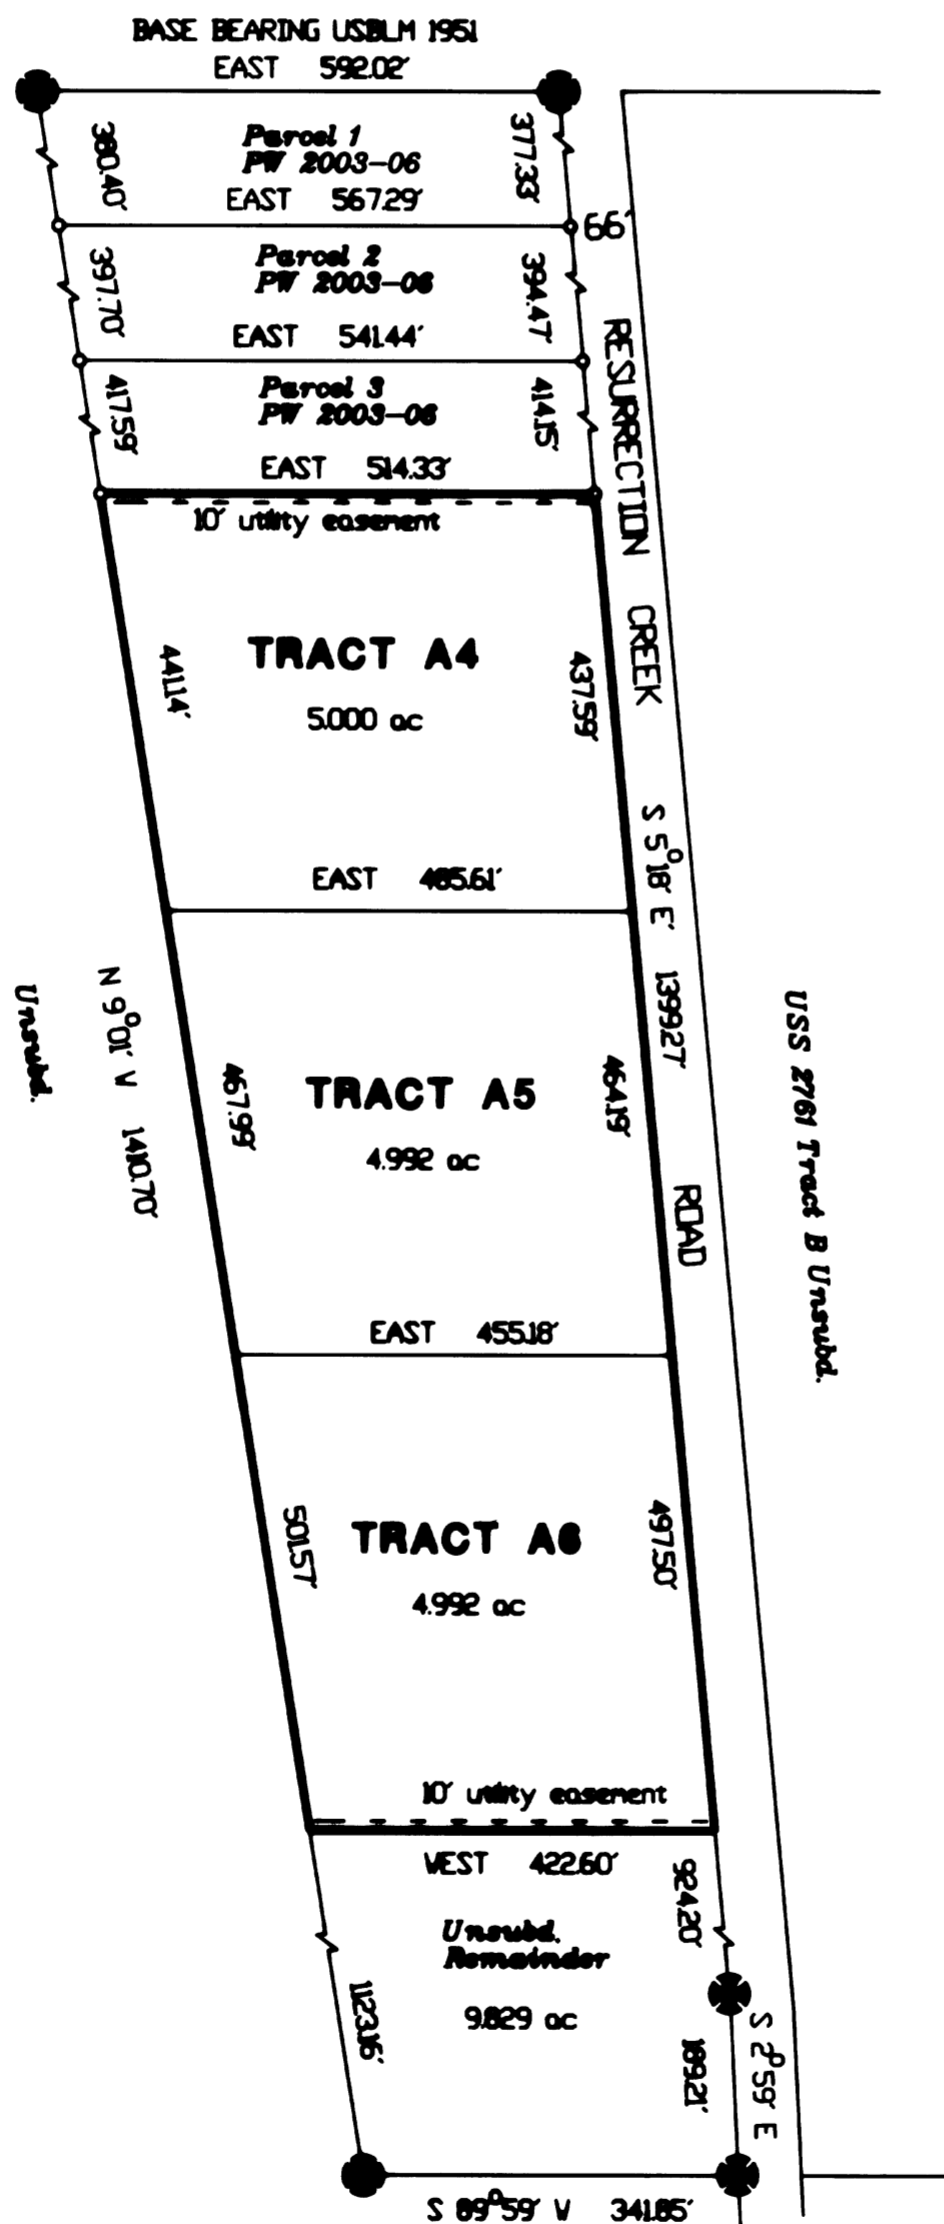 BASE BEARING USBLM 1951
EAST 592.02'
380.40'
Parcel 1
PW 2003-06
377.33'
EAST 567.29'
66'
397.70'
Parcel 2
PW 2003-06
394.47'
EAST 541.44'
417.59'
Parcel 3
PW 2003-06
414.15'
EAST 514.33'
10' utility easement
RESURRECTION CREEK
441.14'
TRACT A4
5.000 ac
437.59'
S 5°18' E 1399.27'
EAST 485.61'
Unsubd.
N 9°01' W 1410.70'
467.99'
TRACT A5
4.992 ac
464.19'
ROAD
USS 2761 Tract B Unsubd.
EAST 455.18'
501.57'
TRACT A6
4.992 ac
497.50'
10' utility easement
WEST 422.60'
924.20'
Unsubd.
Remainder
9.829 ac
1123.16'
189.21'
S 2°59' E
S 89°59' W 341.85'